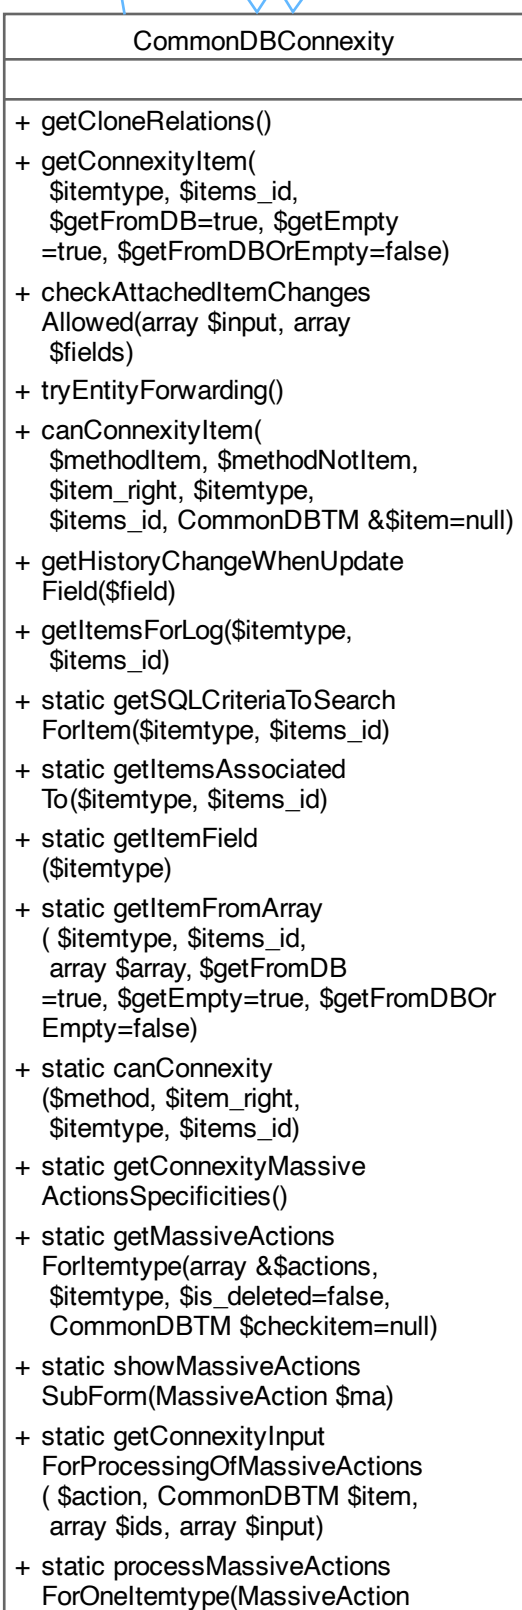 CommonDBConnexity
+ getCloneRelations()
+ getConnexityItem(
$itemtype, $items_id,
$getFromDB=true, $getEmpty
=true, $getFromDBOrEmpty=false)
+ checkAttachedItemChanges
Allowed(array $input, array
$fields)
+ tryEntityForwarding()
+ canConnexityItem(
$methodItem, $methodNotItem,
$item_right, $itemtype,
$items_id, CommonDBTM &$item=null)
+ getHistoryChangeWhenUpdate
Field($field)
+ getItemsForLog($itemtype,
$items_id)
+ static getSQLCriteriaToSearch
ForItem($itemtype, $items_id)
+ static getItemsAssociated
To($itemtype, $items_id)
+ static getItemField
($itemtype)
+ static getItemFromArray
( $itemtype, $items_id,
array $array, $getFromDB
=true, $getEmpty=true, $getFromDBOr
Empty=false)
+ static canConnexity
($method, $item_right,
$itemtype, $items_id)
+ static getConnexityMassive
ActionsSpecificities()
+ static getMassiveActions
ForItemtype(array &$actions,
$itemtype, $is_deleted=false,
CommonDBTM $checkitem=null)
+ static showMassiveActions
SubForm(MassiveAction $ma)
+ static getConnexityInput
ForProcessingOfMassiveActions
( $action, CommonDBTM $item,
array $ids, array $input)
+ static processMassiveActions
ForOneItemtype(MassiveAction